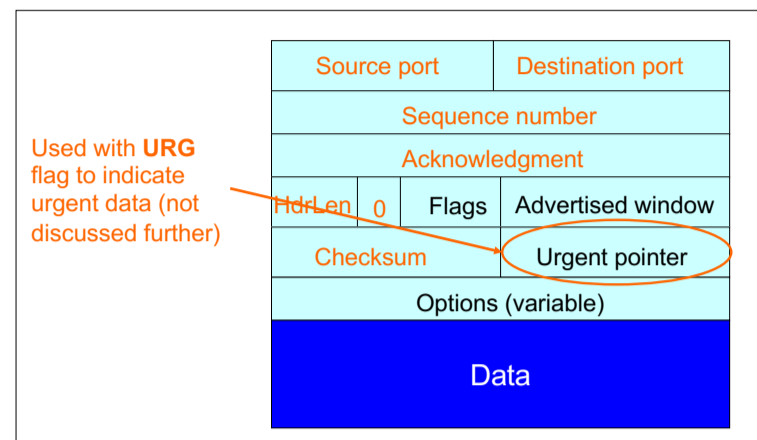 Source port Destination port
Sequence number
Used with URG
flag to indicate
urgent data (not
discussed further)
Acknowledgment
HdrLen 0 Flags Advertised window
Checksum Urgent pointer
Options (variable)
Data